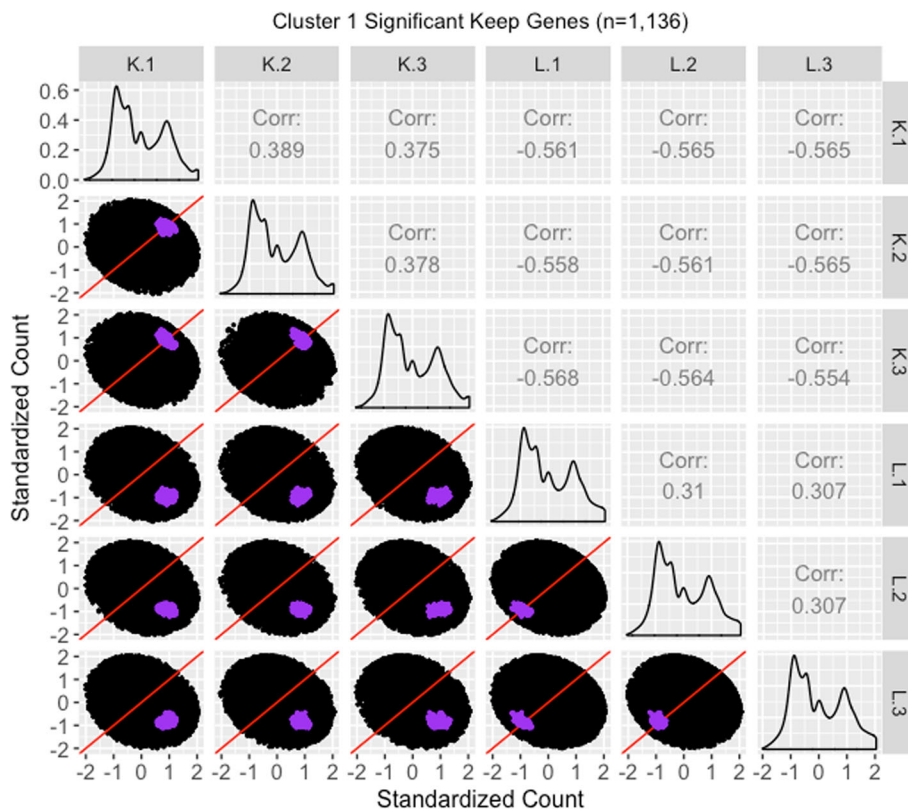 Cluster 1 Significant Keep Genes (n=1,136)
K.1 K.2 K.3 L.1 L.2 L.3
0.6
0.4
0.2
0.0
Corr: Corr: Corr: Corr: Corr:
0.389 0.375 -0.561 -0.565 -0.565
K.1
2
1
0
-1
-2
Corr: Corr: Corr: Corr:
0.378 -0.558 -0.561 -0.565
K.2
2
1
0
-1
-2
Corr: Corr: Corr:
-0.568 -0.564 -0.554
K.3
2
1
0
-1
-2
Corr: Corr:
0.31 0.307
L.1
2
1
0
-1
-2
Corr:
0.307
L.2
2
1
0
-1
-2
L.3
-2 -1 0 1 2 -2 -1 0 1 2 -2 -1 0 1 2 -2 -1 0 1 2 -2 -1 0 1 2 -2 -1 0 1 2
Standardized Count
Standardized Count